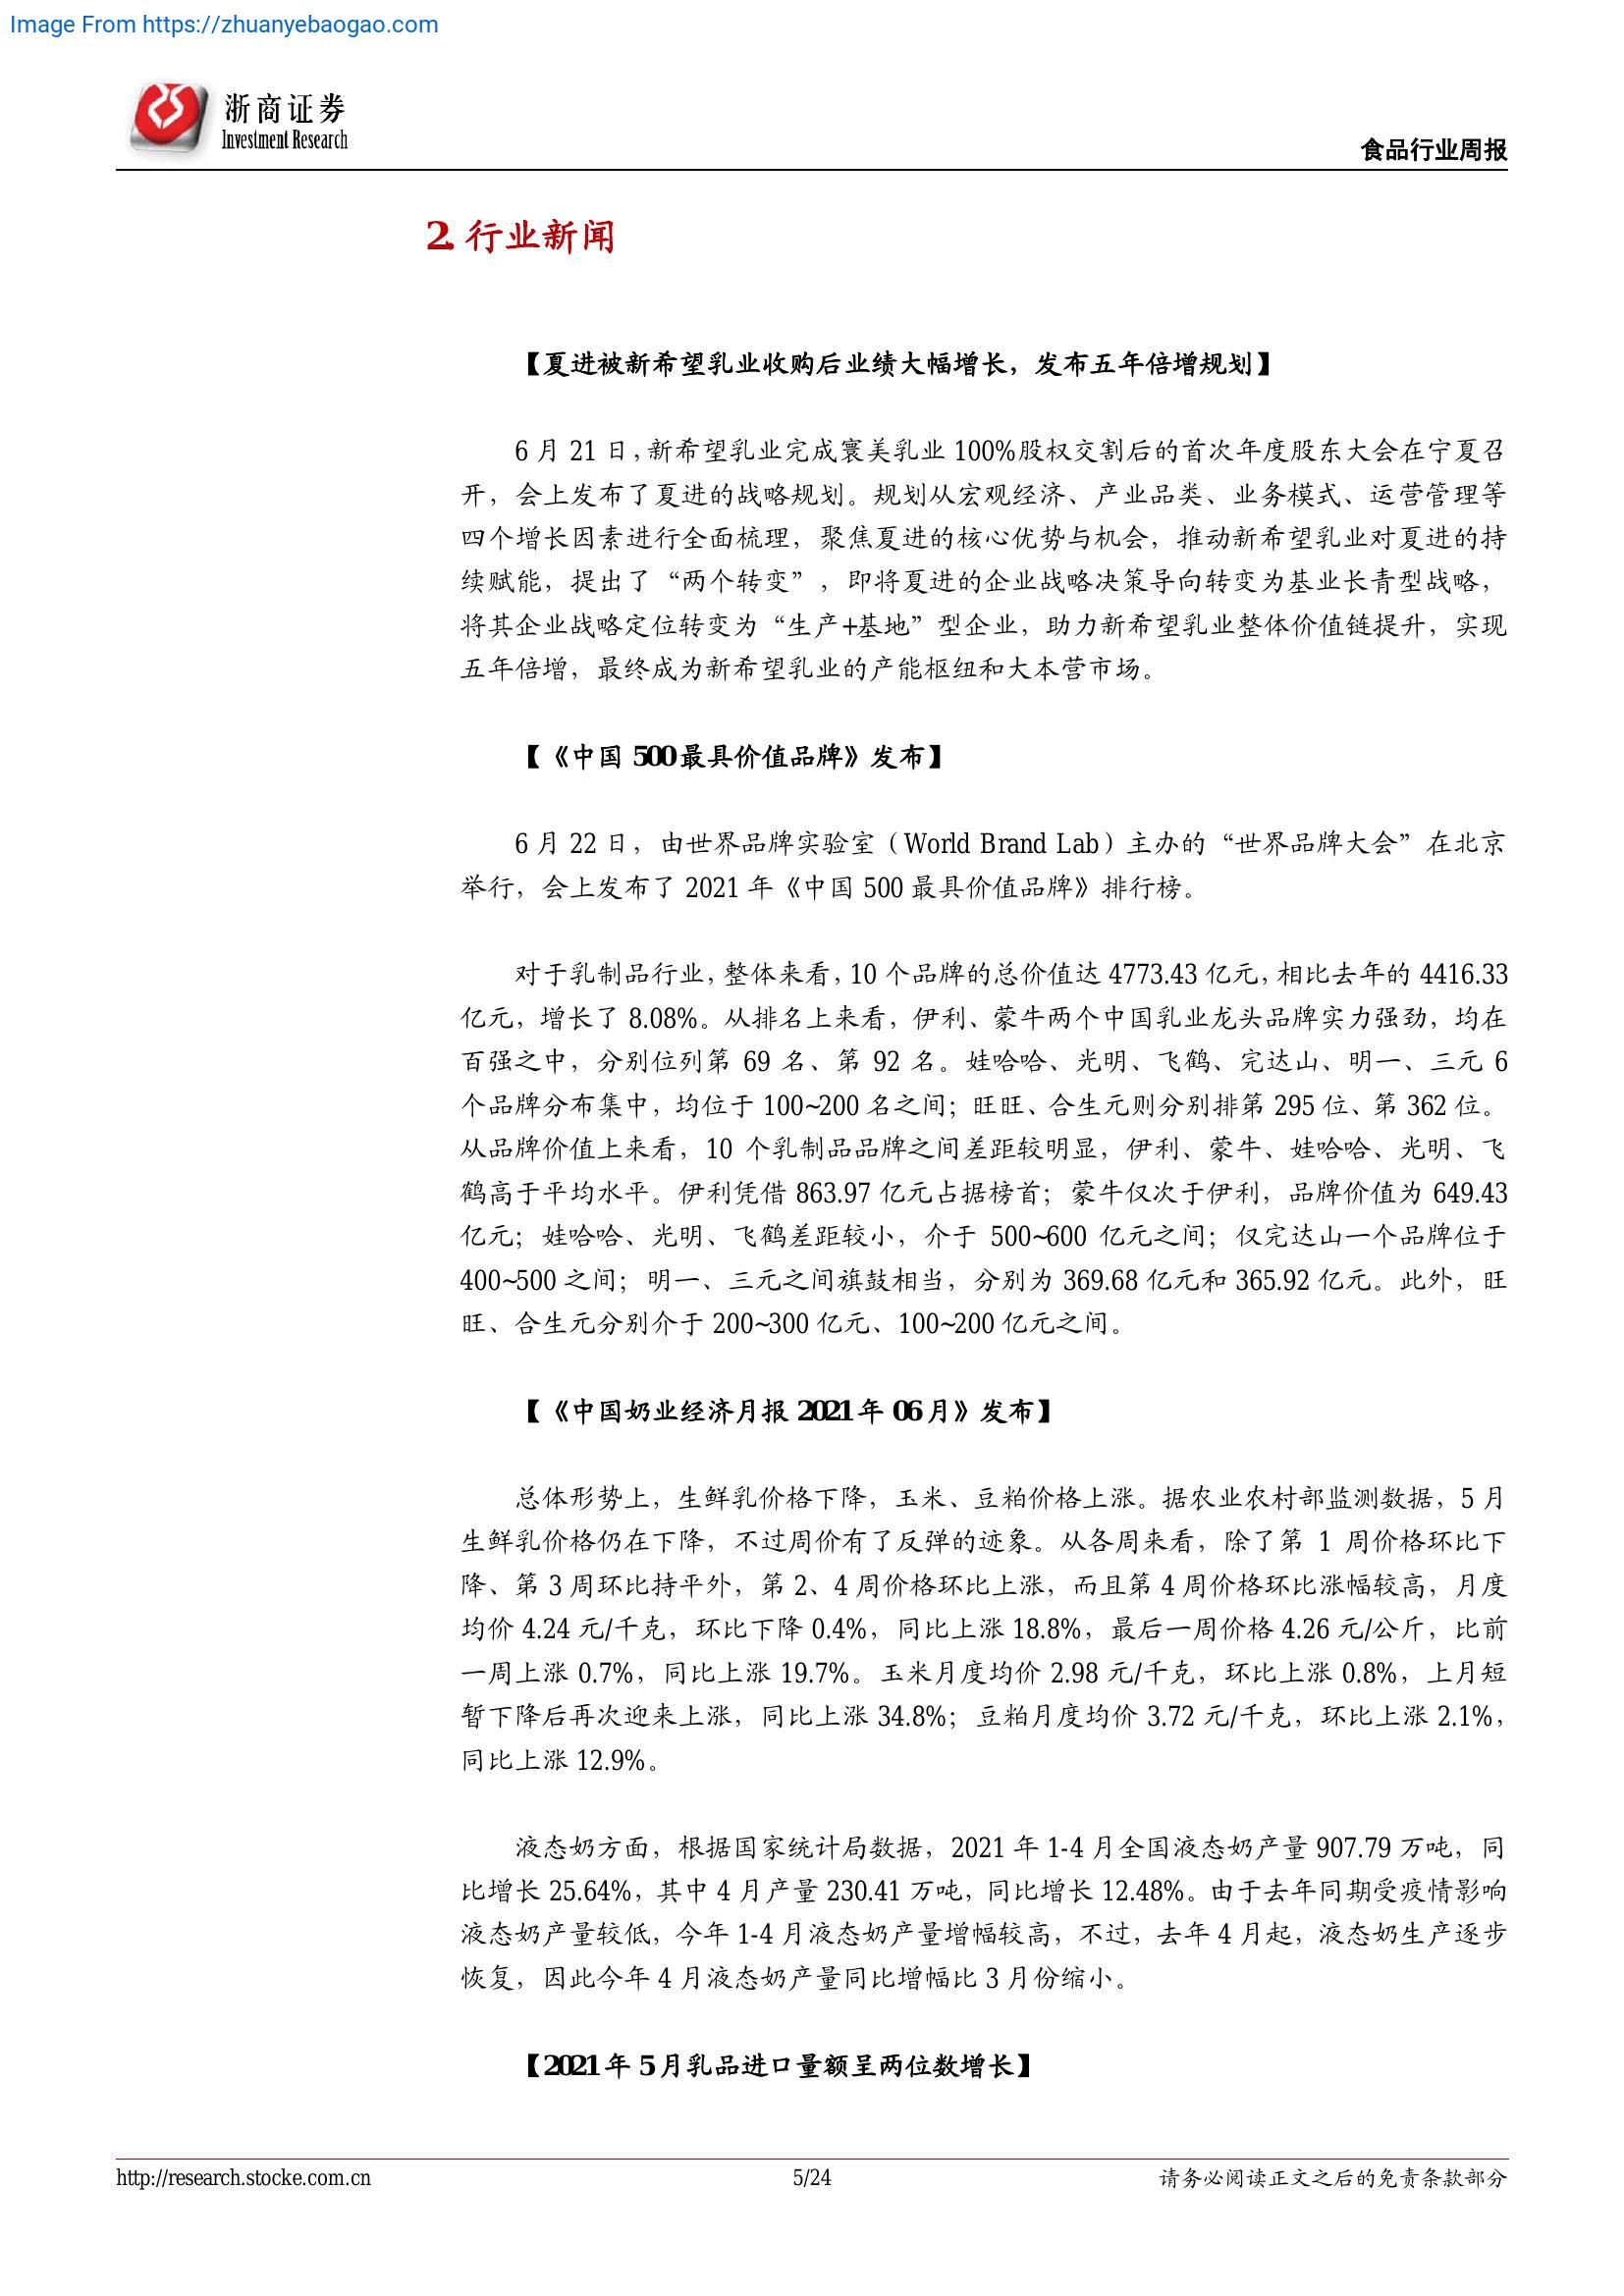 Image From https://zhuanyebaogao.com
浙商证券
Investment Research
食品行业周报
2. 行业新闻
【夏进被新希望乳业收购后业绩大幅增长，发布五年倍增规划】
6 月 21 日，新希望乳业完成寰美乳业 100%股权交割后的首次年度股东大会在宁夏召
开，会上发布了夏进的战略规划。规划从宏观经济、产业品类、业务模式、运营管理等
四个增长因素进行全面梳理，聚焦夏进的核心优势与机会，推动新希望乳业对夏进的持
续赋能，提出了“两个转变”，即将夏进的企业战略决策导向转变为基业长青型战略，
将其企业战略定位转变为“生产+基地”型企业，助力新希望乳业整体价值链提升，实现
五年倍增，最终成为新希望乳业的产能枢纽和大本营市场。
【《中国 500 最具价值品牌》发布】
6 月 22 日，由世界品牌实验室（World Brand Lab）主办的“世界品牌大会”在北京
举行，会上发布了 2021 年《中国 500 最具价值品牌》排行榜。
对于乳制品行业，整体来看，10 个品牌的总价值达 4773.43 亿元，相比去年的 4416.33
亿元，增长了 8.08%。从排名上来看，伊利、蒙牛两个中国乳业龙头品牌实力强劲，均在
百强之中，分别位列第 69 名、第 92 名。娃哈哈、光明、飞鹤、完达山、明一、三元 6
个品牌分布集中，均位于 100~200 名之间；旺旺、合生元则分别排第 295 位、第 362 位。
从品牌价值上来看，10 个乳制品品牌之间差距较明显，伊利、蒙牛、娃哈哈、光明、飞
鹤高于平均水平。伊利凭借 863.97 亿元占据榜首；蒙牛仅次于伊利，品牌价值为 649.43
亿元；娃哈哈、光明、飞鹤差距较小，介于 500~600 亿元之间；仅完达山一个品牌位于
400~500 之间；明一、三元之间旗鼓相当，分别为 369.68 亿元和 365.92 亿元。此外，旺
旺、合生元分别介于 200~300 亿元、100~200 亿元之间。
【《中国奶业经济月报 2021 年 06 月》发布】
总体形势上，生鲜乳价格下降，玉米、豆粕价格上涨。据农业农村部监测数据，5 月
生鲜乳价格仍在下降，不过周价有了反弹的迹象。从各周来看，除了第 1 周价格环比下
降、第 3 周环比持平外，第 2、4 周价格环比上涨，而且第 4 周价格环比涨幅较高，月度
均价 4.24 元/千克，环比下降 0.4%，同比上涨 18.8%，最后一周价格 4.26 元/公斤，比前
一周上涨 0.7%，同比上涨 19.7%。玉米月度均价 2.98 元/千克，环比上涨 0.8%，上月短
暂下降后再次迎来上涨，同比上涨 34.8%；豆粕月度均价 3.72 元/千克，环比上涨 2.1%，
同比上涨 12.9%。
液态奶方面，根据国家统计局数据，2021 年 1-4 月全国液态奶产量 907.79 万吨，同
比增长 25.64%，其中 4 月产量 230.41 万吨，同比增长 12.48%。由于去年同期受疫情影响
液态奶产量较低，今年 1-4 月液态奶产量增幅较高，不过，去年 4 月起，液态奶生产逐步
恢复，因此今年 4 月液态奶产量同比增幅比 3 月份缩小。
【2021 年 5 月乳品进口量额呈两位数增长】
http://research.stocke.com.cn
5/24
请务必阅读正文之后的免责条款部分